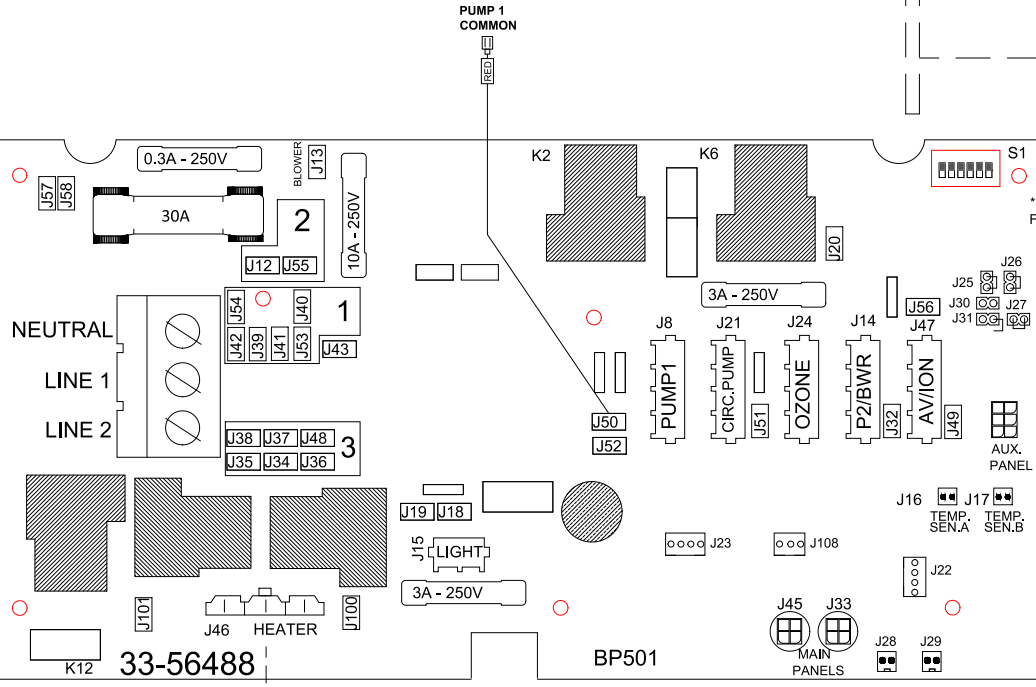 PUMP 1
COMMON
RED
K2
K6
S1
*
F
0.3A - 250V
BLOWER
J13
J57
J58
30A
10A - 250V
2
J12
J55
J20
J26
J25
3A - 250V
J30
J27
J31
J56
J54
J40
1
NEUTRAL
J42
J39
J41
J53
J43
J8
J21
J24
J14
J47
LINE 1
PUMP1
CIRC.PUMP
OZONE
P2/BWR
AV/ION
LINE 2
J50
J51
J32
J49
J38
J37
J48
3
J52
J35
J34
J36
AUX.
PANEL
J16
J17
TEMP.
SEN.A
TEMP.
SEN.B
J19
J18
J15
LIGHT
J23
J108
J22
3A - 250V
J101
J46
HEATER
J100
J45
J33
MAIN
PANELS
J28
J29
K12
33-56488
BP501